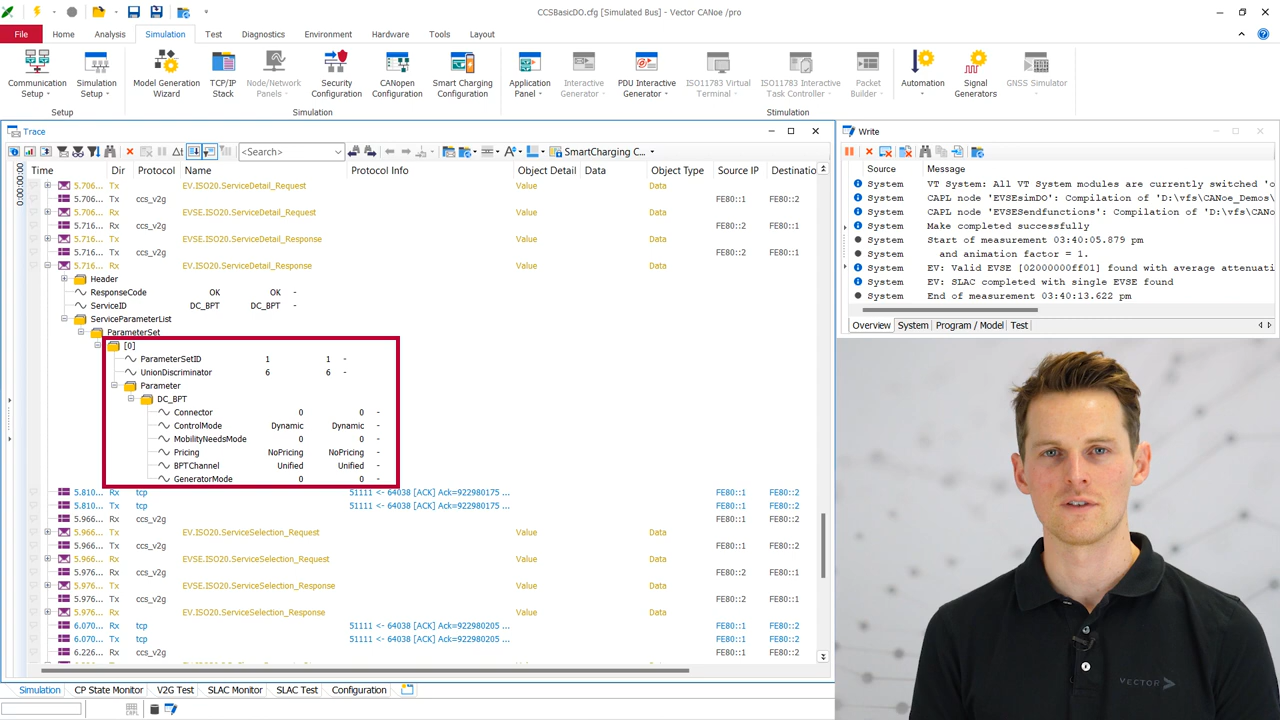 CCSBasicDO.cfg [Simulated Bus] - Vector CANoe /pro
File Home Analysis Simulation Test Diagnostics Environment Hardware Tools Layout
Communication Setup
Simulation Setup
Model Generation Wizard
TCP/IP Stack
Node/Network Panels
Security Configuration
CANopen Configuration
Smart Charging Configuration
Application Panel
Interactive Generator
PDU Interactive Generator
ISO11783 Virtual Terminal
ISO11783 Interactive Task Controller
Packet Builder
Automation
Signal Generators
GNSS Simulator
Setup Simulation Stimulation
Trace
<Search> SmartCharging C...
Time Dir Protocol Name Protocol Info Object Detail Data Object Type Source IP Destinatio
00:00:00:00
5.706... Tx EV.ISO20.ServiceDetail_Request Value Data
5.706... Tx ccs_v2g FE80::1 FE80::2
5.706... Rx EVSE.ISO20.ServiceDetail_Request Value Data
5.716... Rx ccs_v2g FE80::2 FE80::1
5.716... Tx EVSE.ISO20.ServiceDetail_Response Value Data
5.716... Tx ccs_v2g FE80::2 FE80::1
5.716... Rx EV.ISO20.ServiceDetail_Response Value Data
Header
ResponseCode OK OK -
ServiceID DC_BPT DC_BPT -
ServiceParameterList
ParameterSet
[0]
ParameterSetID 1 1 -
UnionDiscriminator 6 6 -
Parameter
DC_BPT
Connector 0 0 -
ControlMode Dynamic Dynamic -
MobilityNeedsMode 0 0 -
Pricing NoPricing NoPricing -
BPTChannel Unified Unified -
GeneratorMode 0 0 -
5.810... Rx tcp 51111 <- 64038 [ACK] Ack=922980175 ... FE80::1 FE80::2
5.810... Tx tcp 51111 <- 64038 [ACK] Ack=922980175 ... FE80::1 FE80::2
5.966... Rx ccs_v2g FE80::1 FE80::2
5.966... Tx EV.ISO20.ServiceSelection_Request Value Data
5.966... Tx ccs_v2g FE80::1 FE80::2
5.966... Rx EVSE.ISO20.ServiceSelection_Request Value Data
5.976... Rx ccs_v2g FE80::2 FE80::1
5.976... Tx EVSE.ISO20.ServiceSelection_Response Value Data
5.976... Tx ccs_v2g FE80::2 FE80::1
5.976... Rx EV.ISO20.ServiceSelection_Response Value Data
6.070... Rx tcp 51111 <- 64038 [ACK] Ack=922980205 ... FE80::1 FE80::2
6.070... Tx tcp 51111 <- 64038 [ACK] Ack=922980205 ... FE80::1 FE80::2
6.226... Rx ccs_v2g FE80::1 FE80::2
Simulation CP State Monitor V2G Test SLAC Monitor SLAC Test Configuration
CAPL
Write
Source Message
System VT System: All VT System modules are currently switched 'o
System CAPL node 'EVSEsimDO': Compilation of 'D:\vfs\CANoe_Demos\
System CAPL node 'EVSESendfunctions': Compilation of 'D:\vfs\CANo
System Make completed successfully
System Start of measurement 03:40:05.879 pm
System and animation factor = 1.
System EV: Valid EVSE [02000000ff01] found with average attenuati
System EV: SLAC completed with single EVSE found
System End of measurement 03:40:13.622 pm
Overview System Program / Model Test
VECTOR